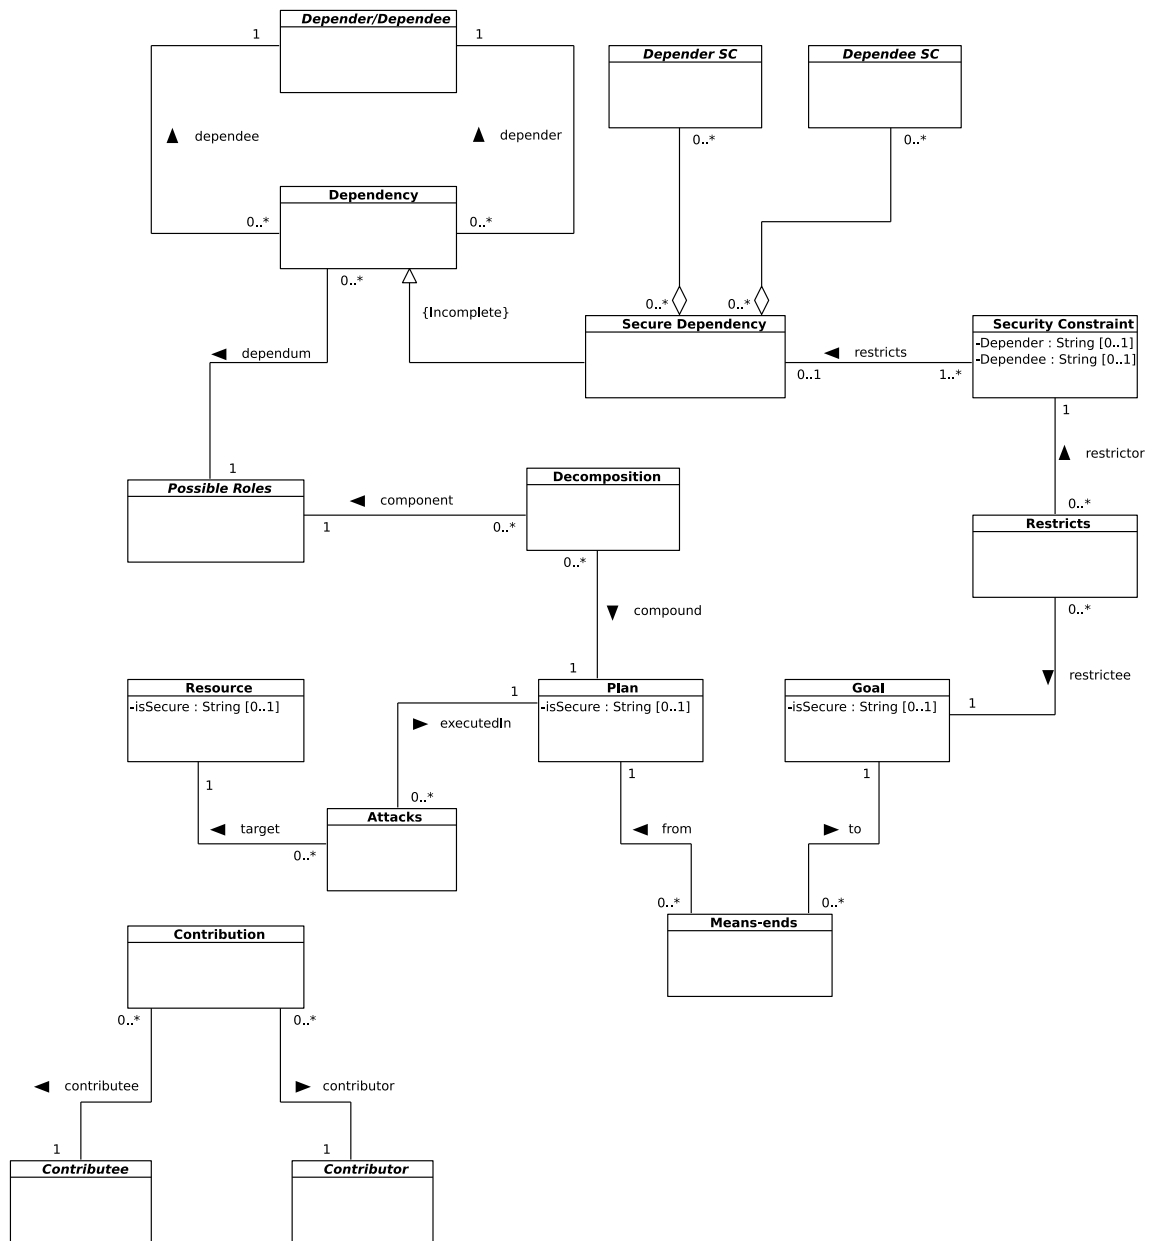 Depender/Dependee
1
1
Depender SC
Dependee SC
dependee
depender
0..*
0..*
Dependency
0..*
0..*
0..*
{Incomplete}
0..*
0..*
Secure Dependency
Security Constraint
-Depender : String [0..1]
-Dependee : String [0..1]
dependum
restricts
0..1
1..*
1
restrictor
1
Possible Roles
component
Decomposition
1
0..*
0..*
Restricts
0..*
0..*
compound
1
restrictee
Resource
-isSecure : String [0..1]
1
Plan
-isSecure : String [0..1]
Goal
-isSecure : String [0..1]
1
executedIn
1
1
1
0..*
Attacks
target
from
to
0..*
0..*
0..*
Means-ends
Contribution
0..*
0..*
contributee
contributor
1
1
Contributee
Contributor